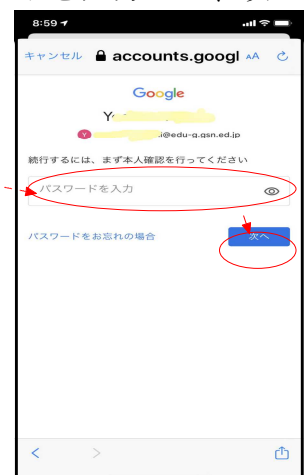 8:59
キャンセル accounts.googl AA
Google
Y
Y i@edu-g.gsn.ed.jp
続行するには、まず本人確認を行ってください
パスワードを入力
パスワードをお忘れの場合 次へ